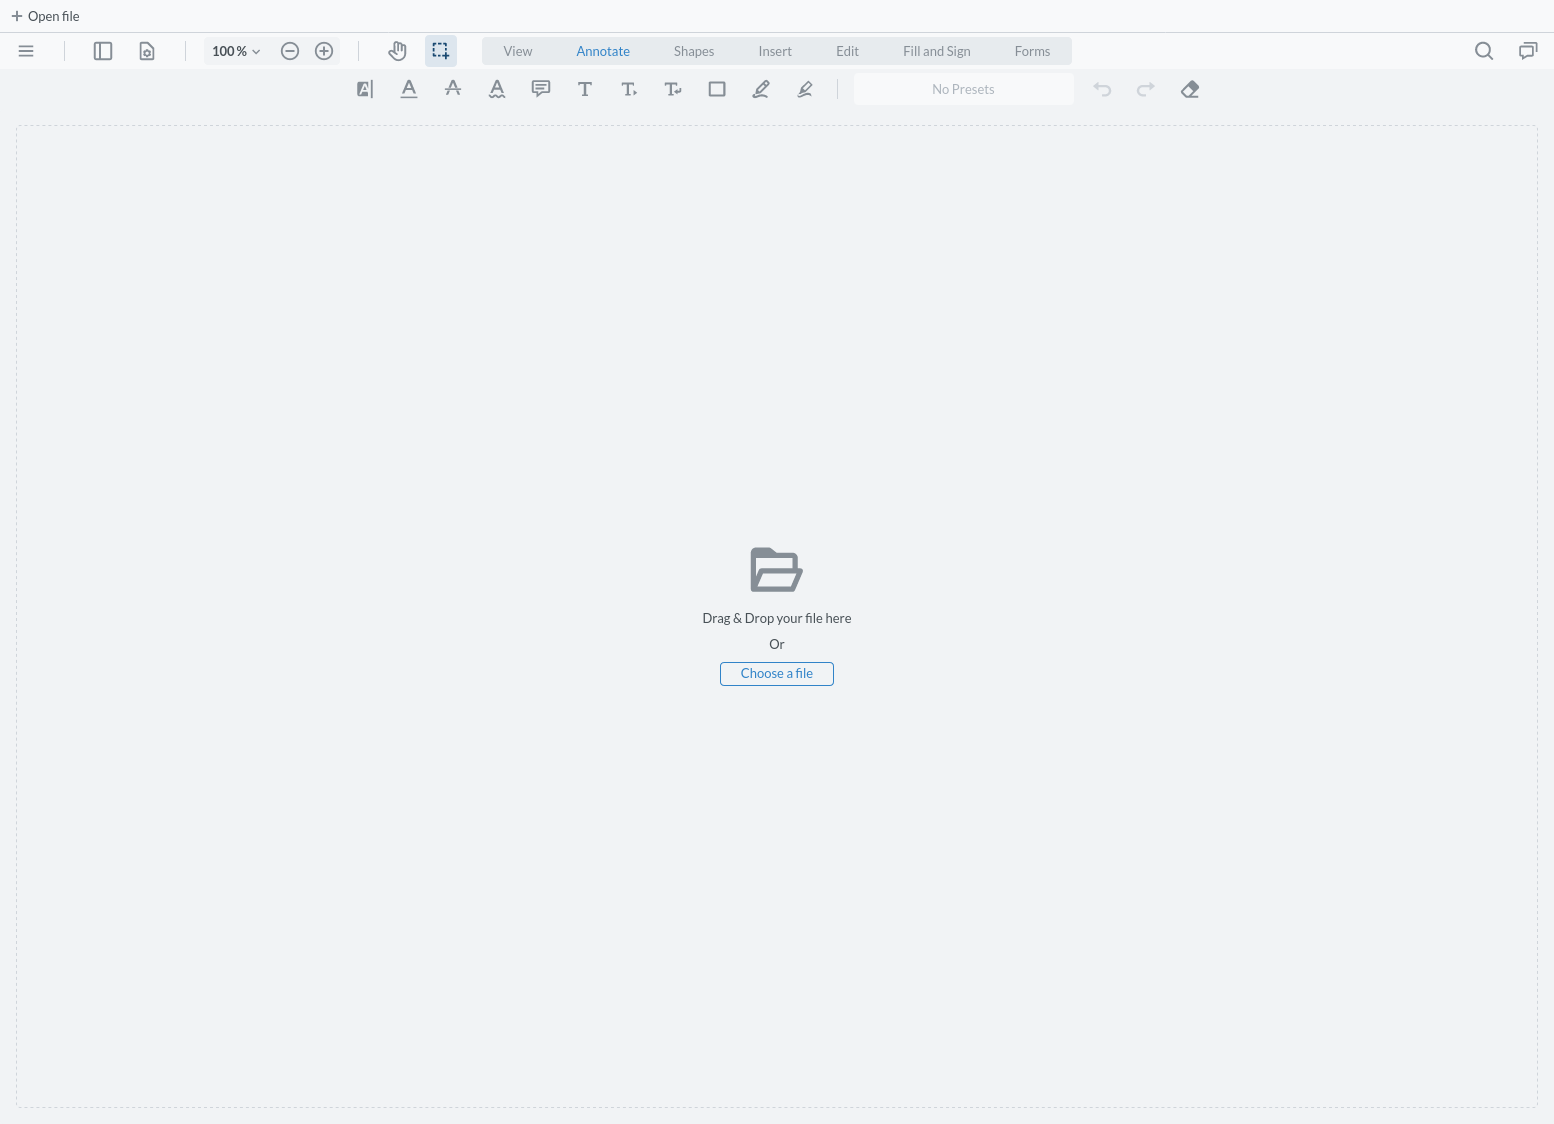 Open file
100 %
View
Annotate
Shapes
Insert
Edit
Fill and Sign
Forms
No Presets
Drag & Drop your file here
Or
Choose a file